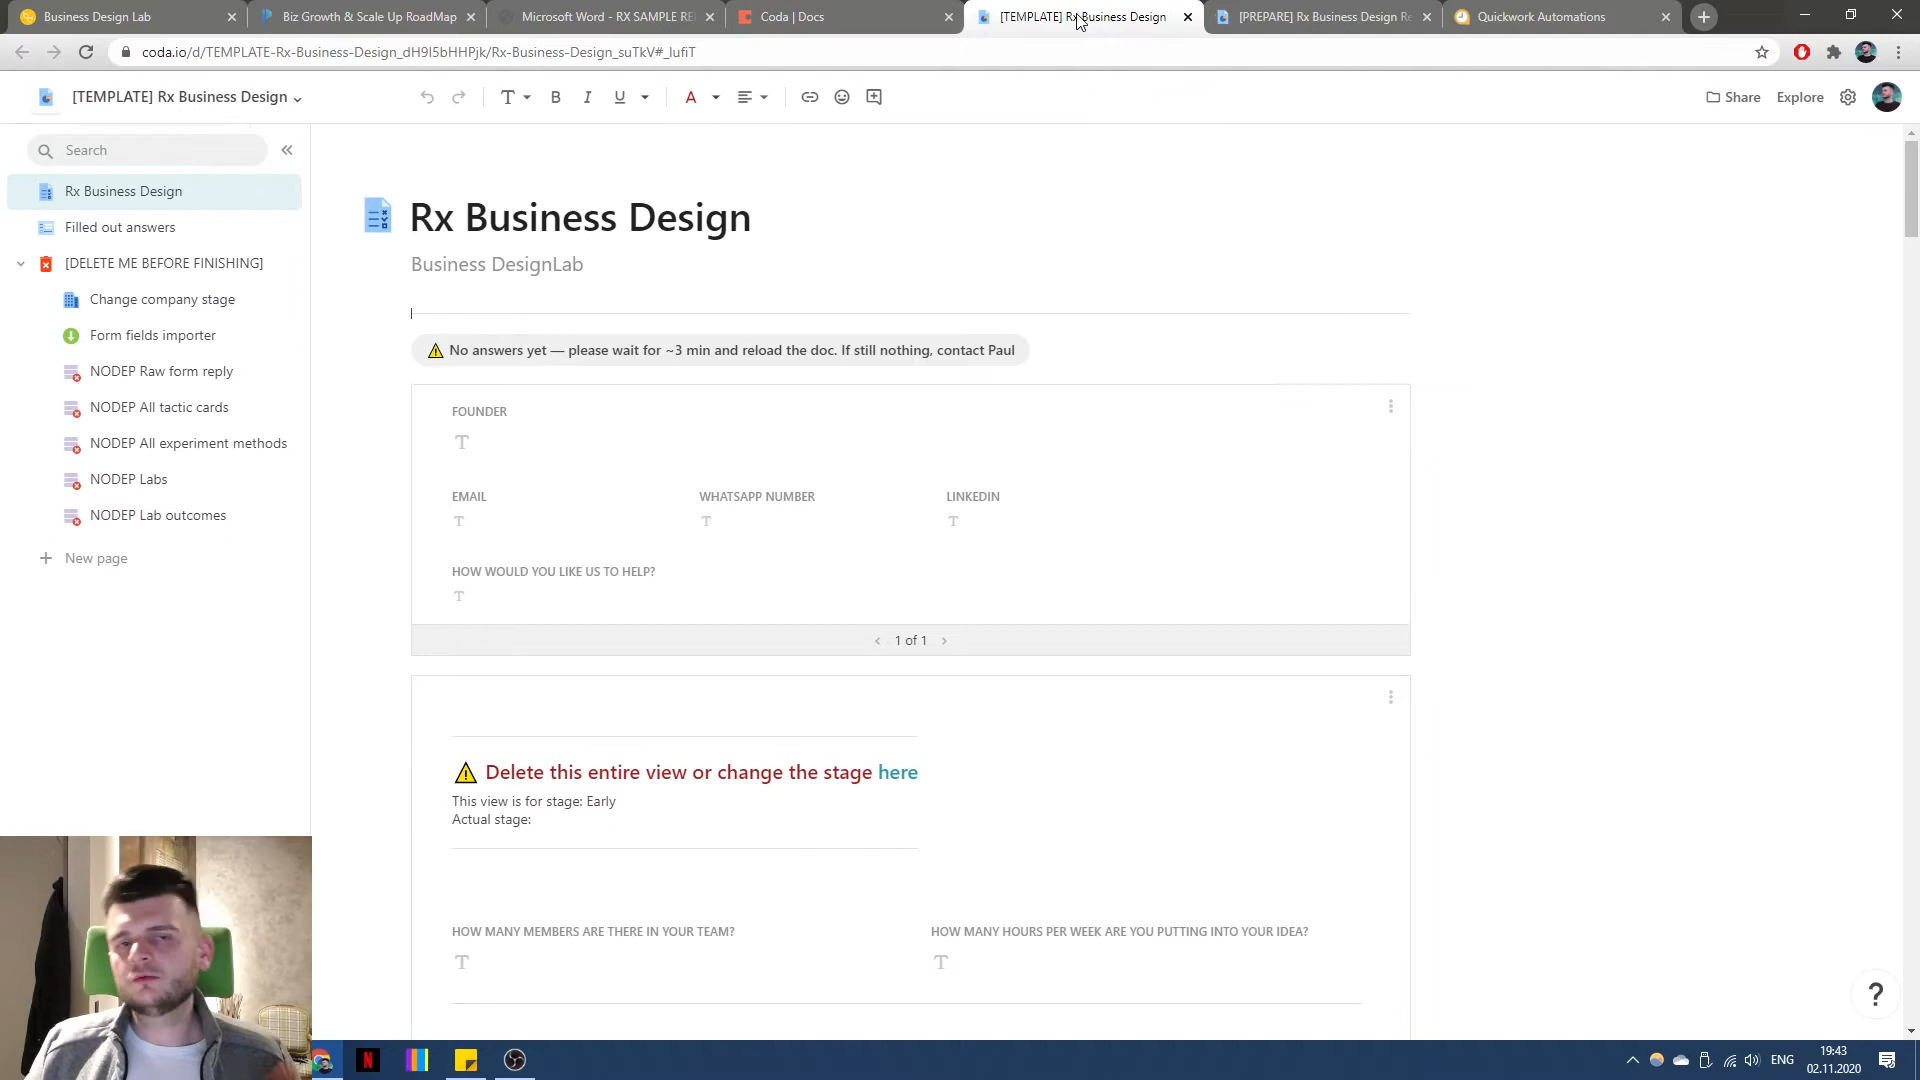 Business Design Lab
Biz Growth & Scale Up RoadMap
Microsoft Word - RX SAMPLE RE
Coda | Docs
[TEMPLATE] Rx Business Design
[PREPARE] Rx Business Design Re
Quickwork Automations
coda.io/d/TEMPLATE-Rx-Business-Design_dH9I5bHHPjk/Rx-Business-Design_suTkV#_lufiT
[TEMPLATE] Rx Business Design
T B I U A
Share
Explore
Search
Rx Business Design
Filled out answers
[DELETE ME BEFORE FINISHING]
Change company stage
Form fields importer
NODEP Raw form reply
NODEP All tactic cards
NODEP All experiment methods
NODEP Labs
NODEP Lab outcomes
New page
Rx Business Design
Business DesignLab
No answers yet — please wait for ~3 min and reload the doc. If still nothing, contact Paul
FOUNDER
T
EMAIL
WHATSAPP NUMBER
LINKEDIN
T
T
T
HOW WOULD YOU LIKE US TO HELP?
T
1 of 1
Delete this entire view or change the stage here
This view is for stage: Early
Actual stage:
HOW MANY MEMBERS ARE THERE IN YOUR TEAM?
HOW MANY HOURS PER WEEK ARE YOU PUTTING INTO YOUR IDEA?
T
T
?
N
ENG
19:43
02.11.2020